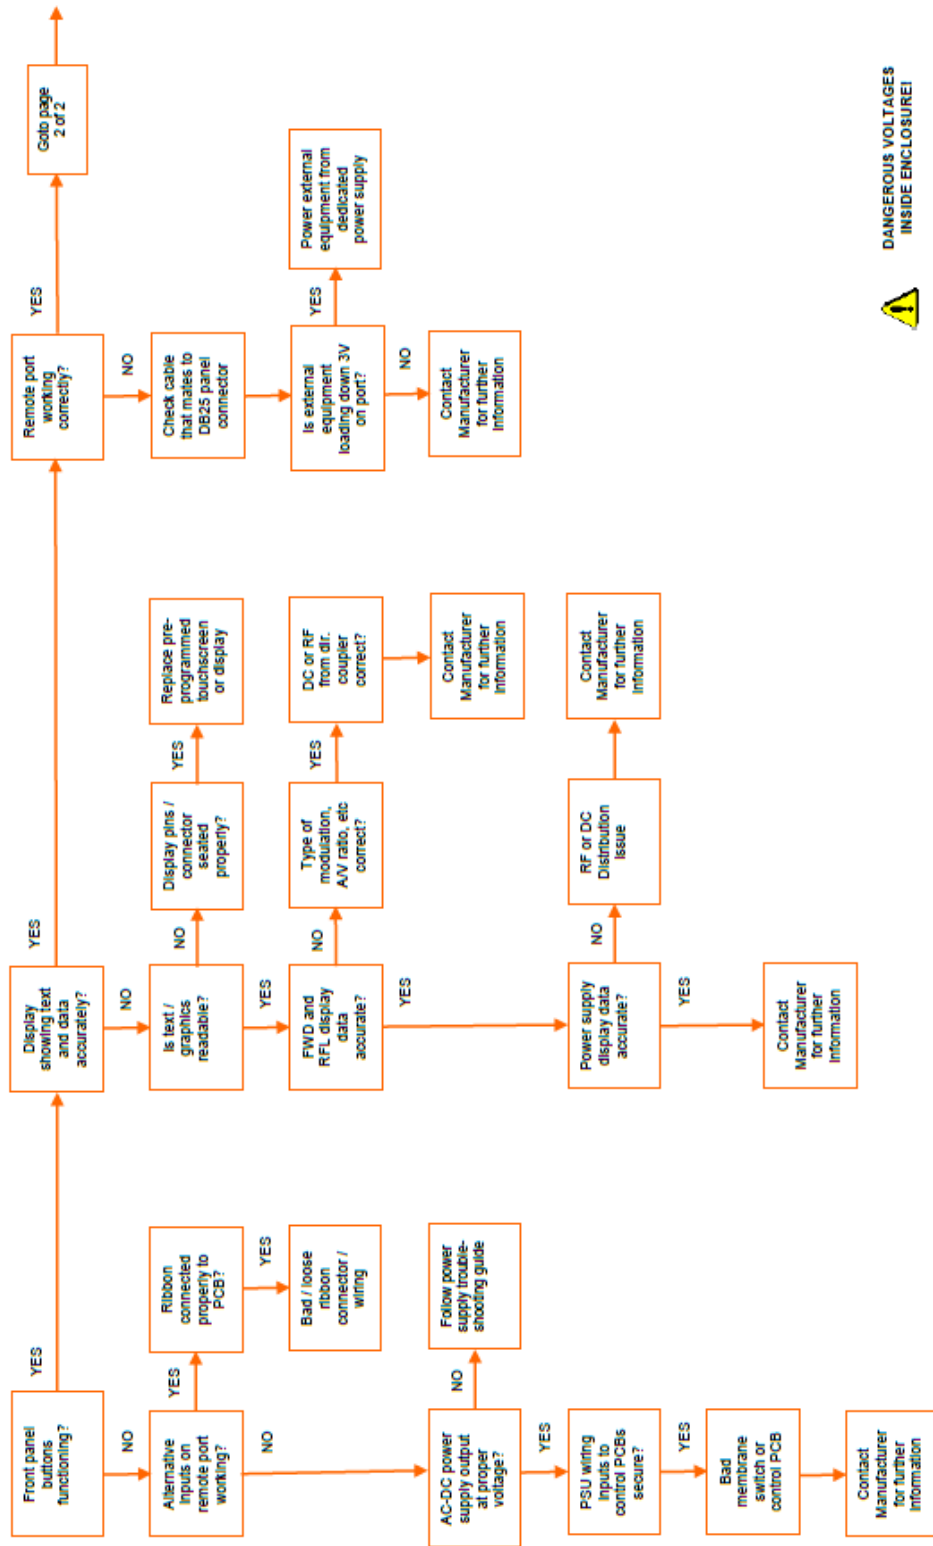 Front panel
buttons
functioning?
YES
Display
showing text
and data
accurately?
YES
Remote port
working
correctly?
YES
Goto page
2 of 2
NO
NO
NO
Alternative
inputs on
remote port
working?
YES
Ribbon
connected
properly to
PCB?
YES
Bad / loose
ribbon
connector /
wiring
NO
AC-DC power
supply output
at proper
voltage?
NO
Follow power
supply trouble-
shooting guide
YES
PSU wiring
inputs to
control PCBs
secure?
YES
Bad
membrane
switch or
control PCB
Contact
Manufacturer
for further
Information
Is text /
graphics
readable?
NO
Display pins /
connector
seated
properly?
YES
Replace pre-
programmed
touchscreen
or display
YES
FWD and
RFL display
data
accurate?
NO
Type of
modulation,
A/V ratio, etc
correct?
YES
DC or RF
from dir.
coupler
correct?
Contact
Manufacturer
for further
Information
YES
Power supply
display data
accurate?
NO
RF or DC
Distribution
Issue
Contact
Manufacturer
for further
Information
YES
Contact
Manufacturer
for further
Information
Check cable
that mates to
DB25 panel
connector
Is external
equipment
loading down 3V
on port?
YES
Power external
equipment from
dedicated
power supply
NO
Contact
Manufacturer
for further
Information
DANGEROUS VOLTAGES
INSIDE ENCLOSURE!